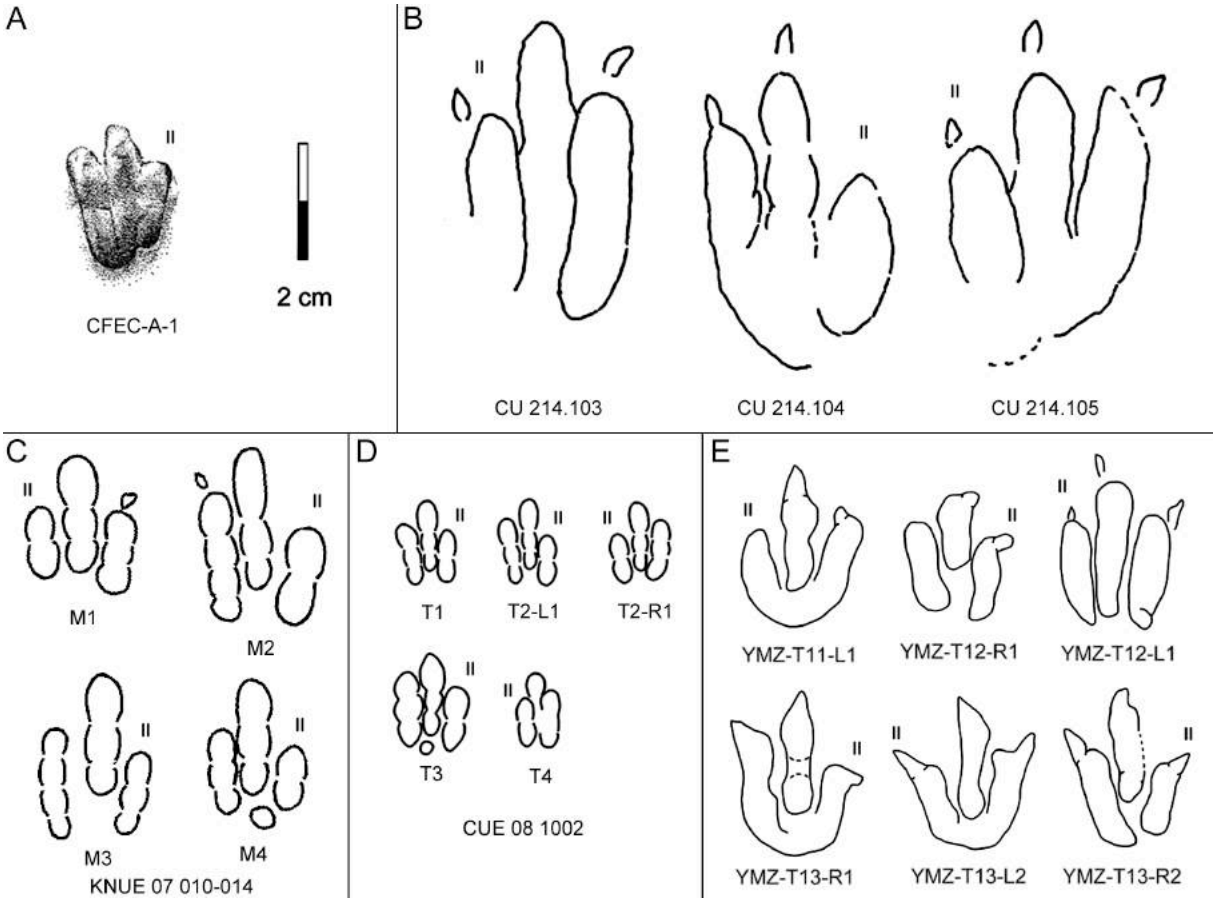 A
II
2 cm
CFEC-A-1
B
II
II
II
CU 214.103
CU 214.104
CU 214.105
C
II
II
M1
M2
II
II
M3
M4
KNUE 07 010-014
D
II
II
II
T1
T2-L1
T2-R1
II
II
T3
T4
CUE 08 1002
E
II
II
II
YMZ-T11-L1
YMZ-T12-R1
YMZ-T12-L1
II
II
II
YMZ-T13-R1
YMZ-T13-L2
YMZ-T13-R2